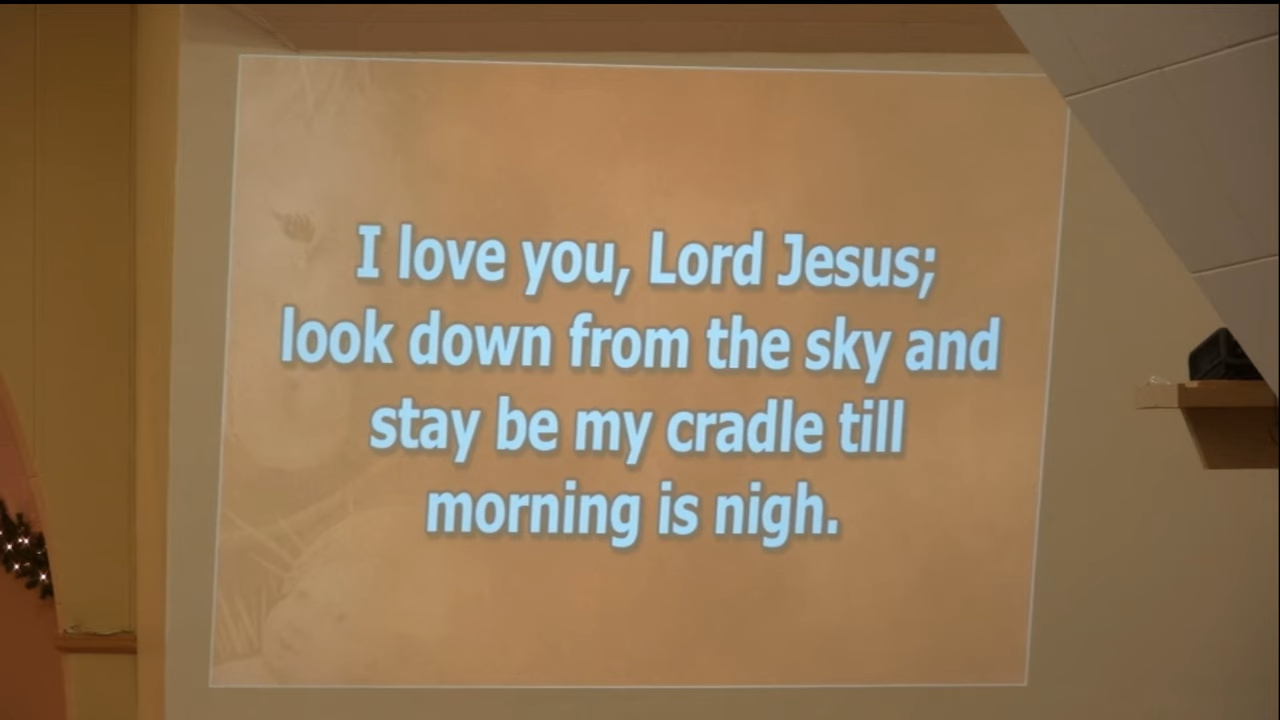 I love you, Lord Jesus;
look down from the sky and
stay be my cradle till
morning is nigh.